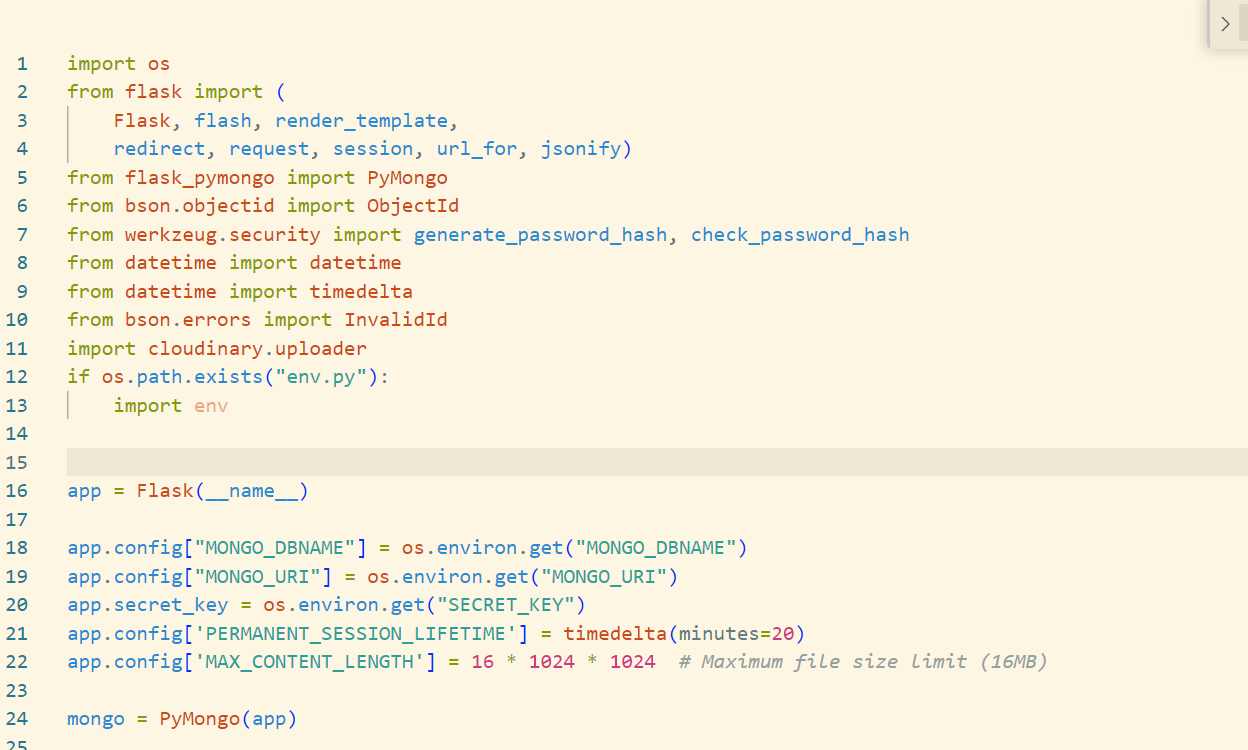 1 import os
2 from flask import (
3     Flask, flash, render_template,
4     redirect, request, session, url_for, jsonify)
5 from flask_pymongo import PyMongo
6 from bson.objectid import ObjectId
7 from werkzeug.security import generate_password_hash, check_password_hash
8 from datetime import datetime
9 from datetime import timedelta
10 from bson.errors import InvalidId
11 import cloudinary.uploader
12 if os.path.exists("env.py"):
13     import env
14
15
16 app = Flask(__name__)
17
18 app.config["MONGO_DBNAME"] = os.environ.get("MONGO_DBNAME")
19 app.config["MONGO_URI"] = os.environ.get("MONGO_URI")
20 app.secret_key = os.environ.get("SECRET_KEY")
21 app.config['PERMANENT_SESSION_LIFETIME'] = timedelta(minutes=20)
22 app.config['MAX_CONTENT_LENGTH'] = 16 * 1024 * 1024  # Maximum file size limit (16MB)
23
24 mongo = PyMongo(app)
25